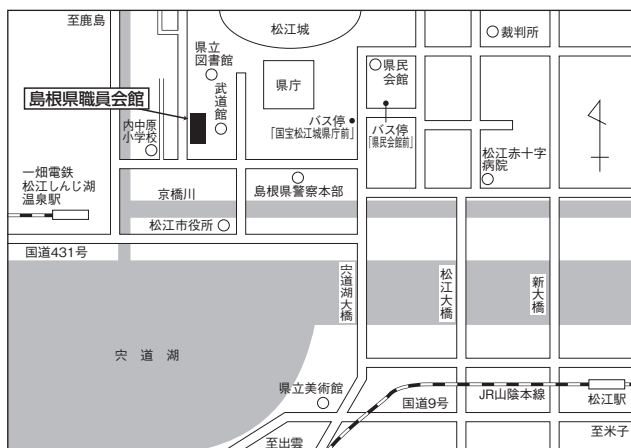 至鹿島
松江城
裁判所
県立
図書館
県民
会館
県庁
島根県職員会館
武道館
バス停
「国宝松江城県庁前」
バス停
「県民会館前」
内中原
小学校
松江赤十字
病院
一畑電鉄
松江しんじ湖
温泉駅
京橋川
島根県警察本部
松江市役所
国道431号
宍道湖大橋
松江大橋
新大橋
宍道湖
県立美術館
国道9号
JR山陰本線
松江駅
至出雲
至米子